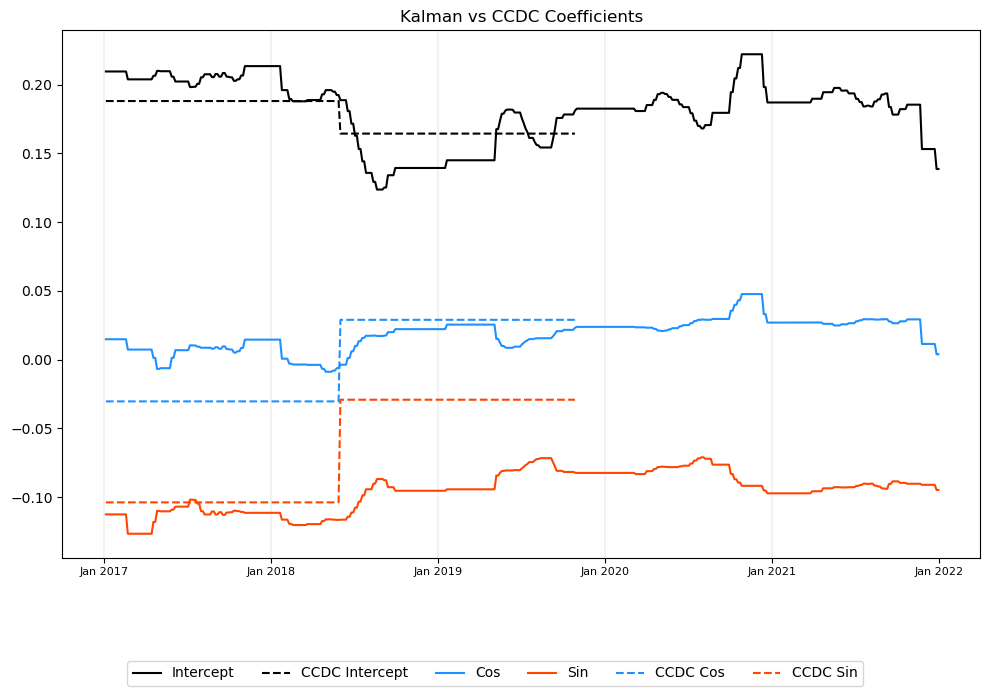 Kalman vs CCDC Coefficients
0.20
0.15
0.10
0.05
0.00
−0.05
−0.10
Jan 2017 Jan 2018 Jan 2019 Jan 2020 Jan 2021 Jan 2022
Intercept CCDC Intercept Cos Sin CCDC Cos CCDC Sin